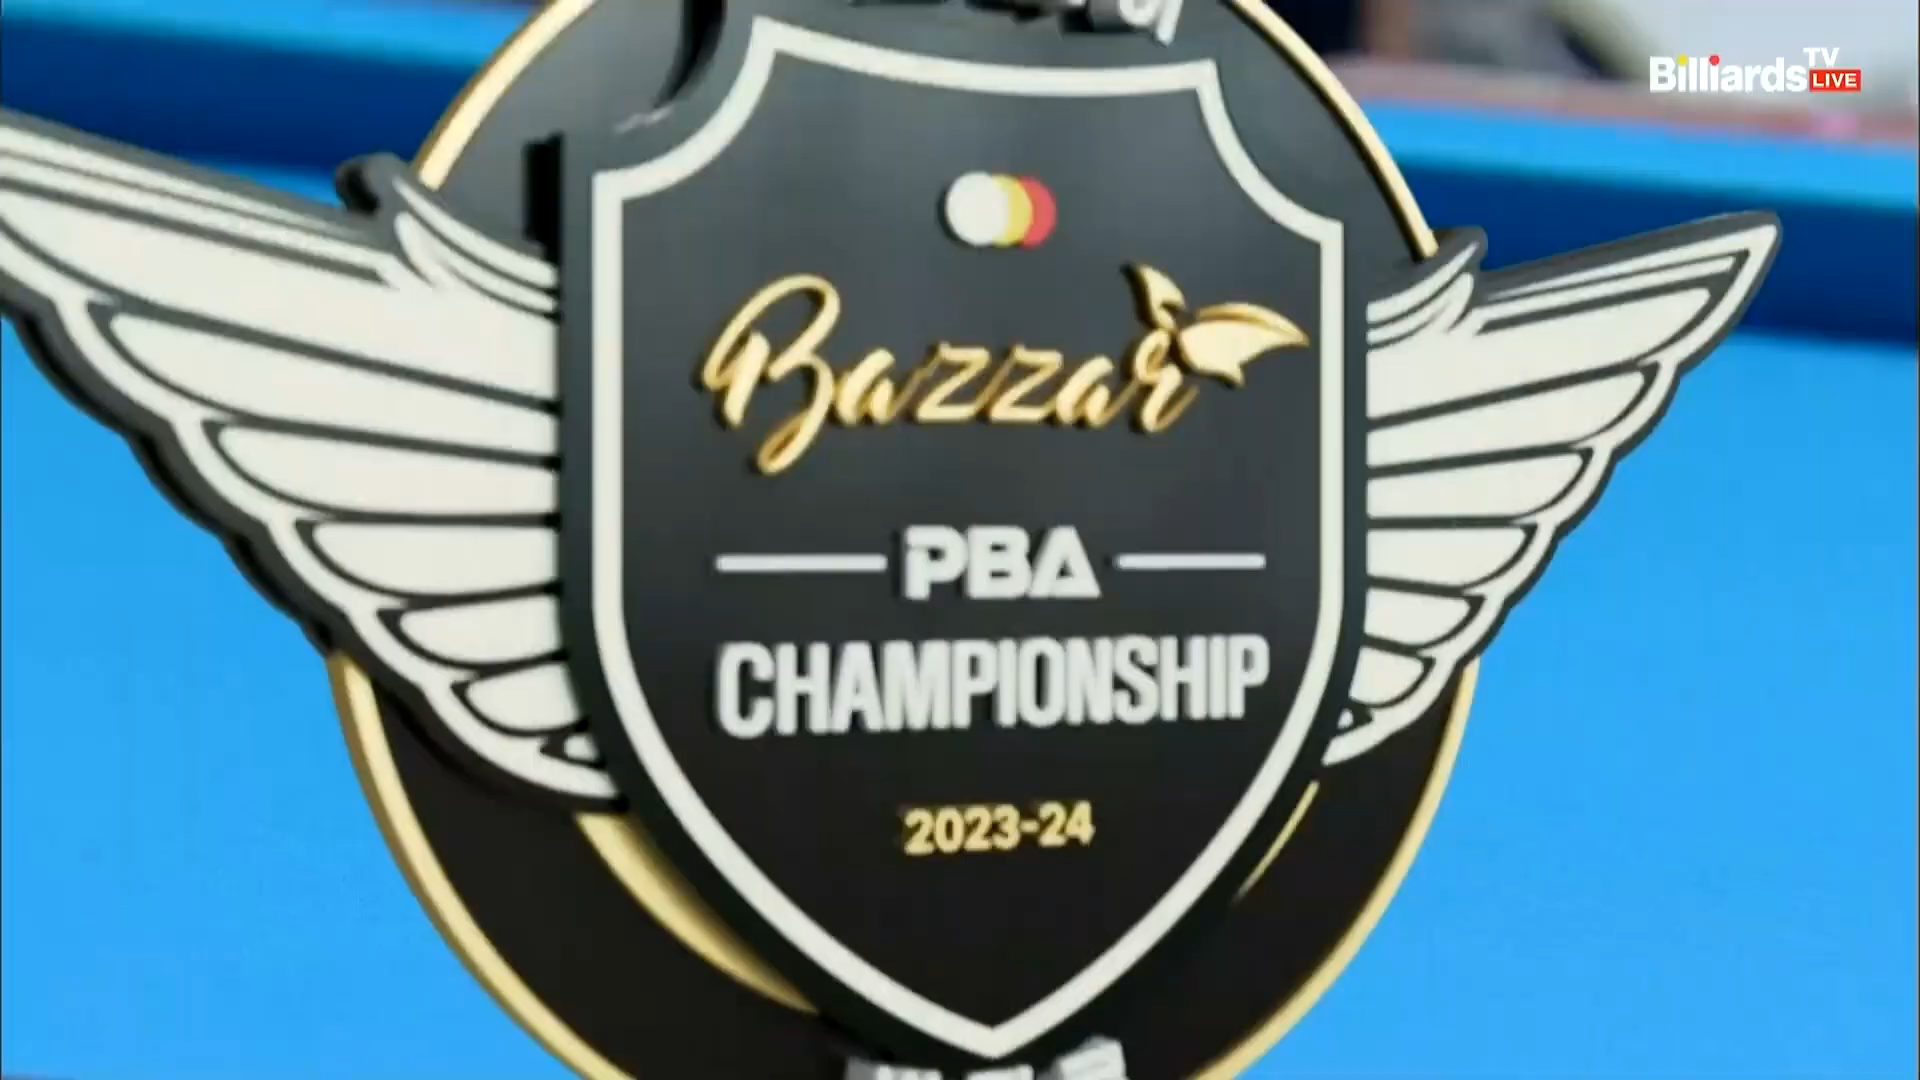 Billiards TV
LIVE
Bazzar
PBA
CHAMPIONSHIP
2023-24